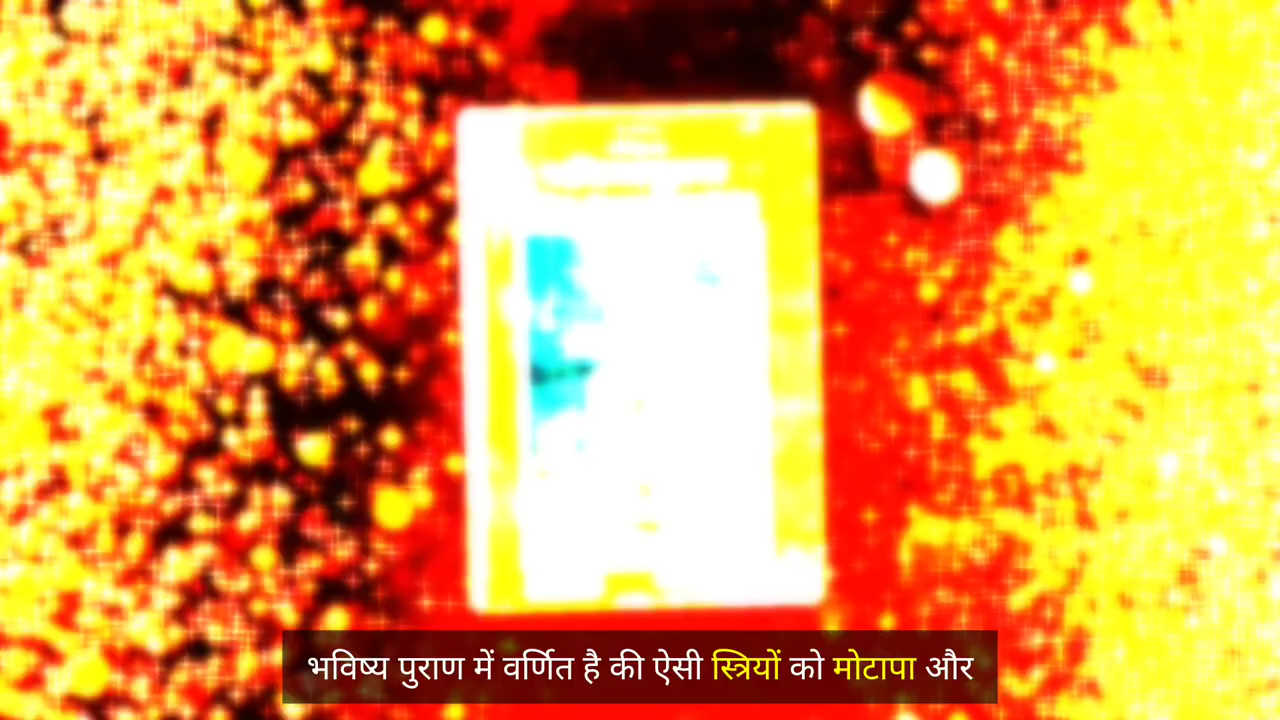 भविष्य पुराण में वर्णित है की ऐसी स्त्रियों को मोटापा और